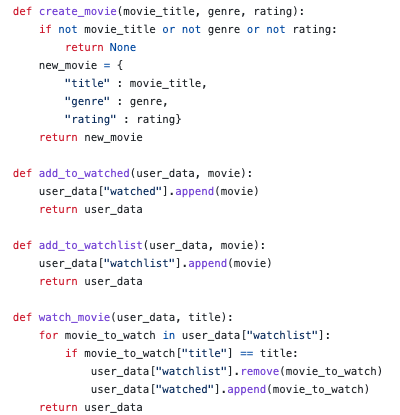 def create_movie(movie_title, genre, rating):
    if not movie_title or not genre or not rating:
        return None
    new_movie = {
        "title" : movie_title,
        "genre" : genre,
        "rating" : rating}
    return new_movie

def add_to_watched(user_data, movie):
    user_data["watched"].append(movie)
    return user_data

def add_to_watchlist(user_data, movie):
    user_data["watchlist"].append(movie)
    return user_data

def watch_movie(user_data, title):
    for movie_to_watch in user_data["watchlist"]:
        if movie_to_watch["title"] == title:
            user_data["watchlist"].remove(movie_to_watch)
            user_data["watched"].append(movie_to_watch)
    return user_data